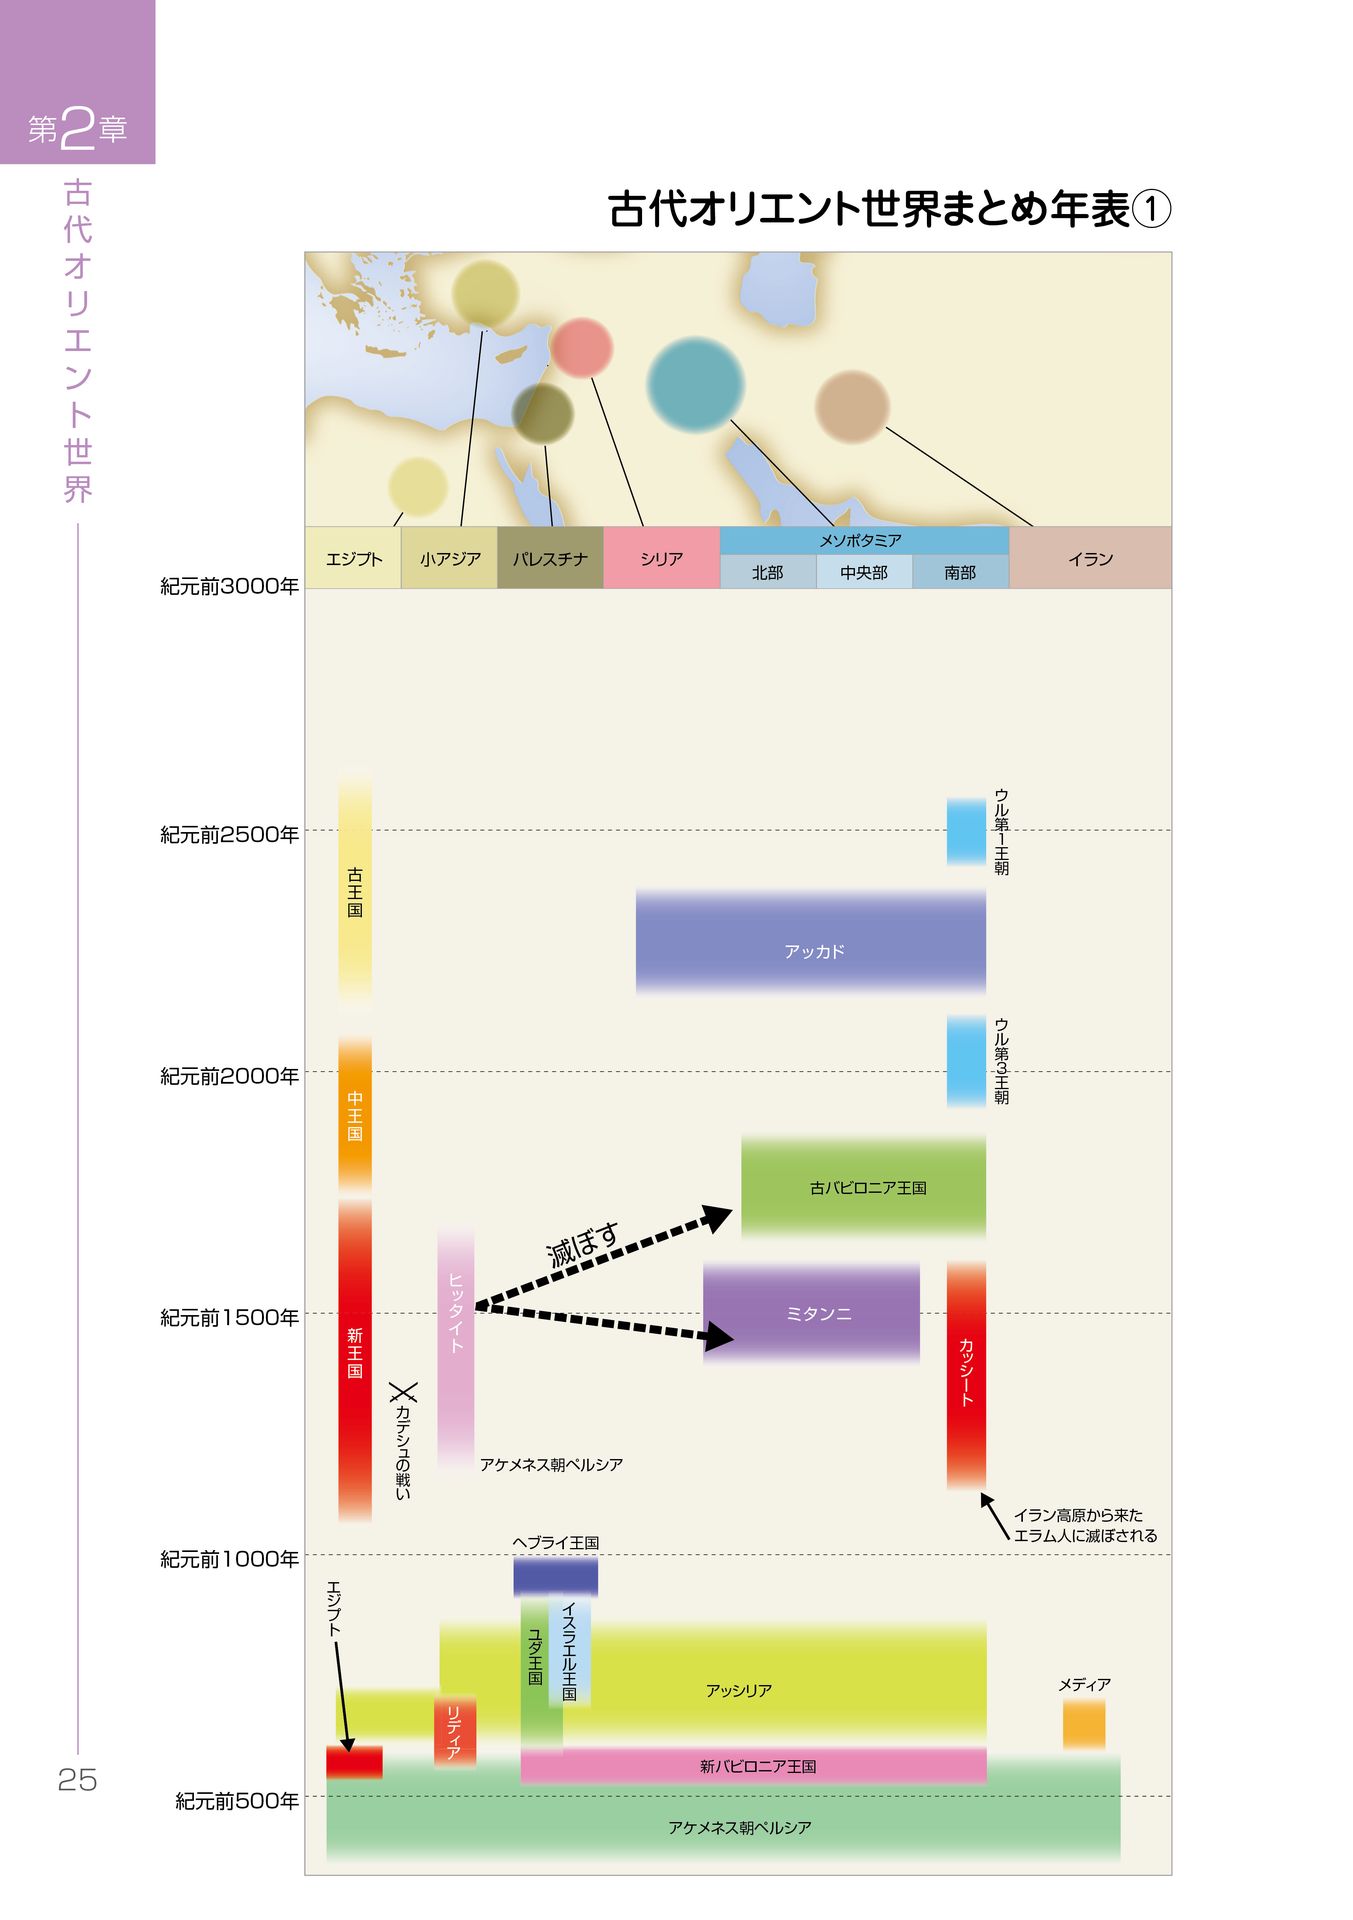 第2章
古代オリエント世界
25
古代オリエント世界まとめ年表①
エジプト
小アジア
パレスチナ
シリア
メソポタミア
北部
中央部
南部
イラン
紀元前3000年
紀元前2500年
ウル第1王朝
古王国
アッカド
紀元前2000年
ウル第3王朝
中王国
古バビロニア王国
滅ぼす
ヒッタイト
紀元前1500年
ミタンニ
新王国
カッシート
カデシュの戦い
アケメネス朝ペルシア
イラン高原から来た
エラム人に滅ぼされる
紀元前1000年
ヘブライ王国
エジプト
ユダ王国
イスラエル王国
アッシリア
メディア
リディア
新バビロニア王国
紀元前500年
アケメネス朝ペルシア